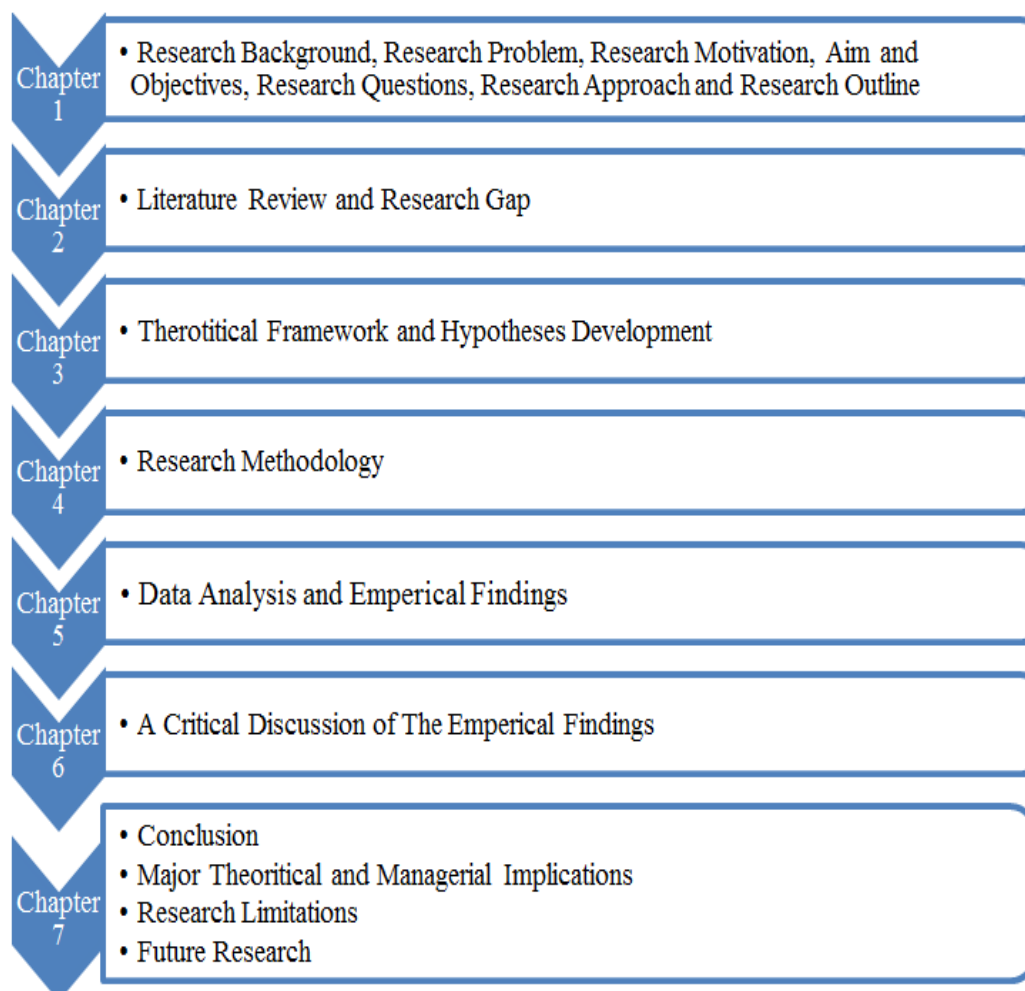 Chapter
1
• Research Background, Research Problem, Research Motivation, Aim and
Objectives, Research Questions, Research Approach and Research Outline
Chapter
2
• Literature Review and Research Gap
Chapter
3
• Therotitical Framework and Hypotheses Development
Chapter
4
• Research Methodology
Chapter
5
• Data Analysis and Emperical Findings
Chapter
6
• A Critical Discussion of The Emperical Findings
Chapter
7
• Conclusion
• Major Theoritical and Managerial Implications
• Research Limitations
• Future Research